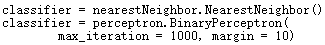 classifier = nearestNeighbor.NearestNeighbor()
classifier = perceptron.BinaryPerceptron(
max_iteration = 1000, margin = 10)